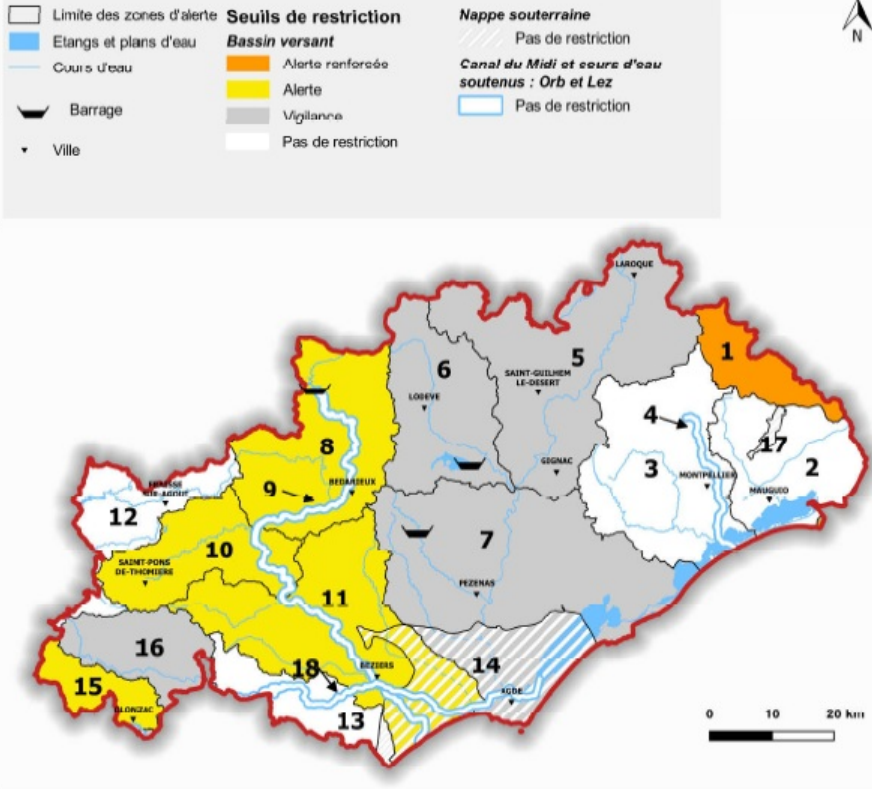 Limite des zones d'alerte
Etangs et plans d'eau
Cours d'eau
Barrage
Ville
Seuils de restriction
Bassin versant
Alerte renforcée
Alerte
Vigilance
Pas de restriction
Nappe souterraine
Pas de restriction
Canal du Midi et cours d'eau
soutenus : Orb et Lez
Pas de restriction
N
LAROQUE
1
5
6
SAINT-GUILHEM
LE-DESERT
LODEVE
4
17
8
GIGNAC
3
MONTPELLIER
2
MAUGUIO
9
BEDARIEUX
FRAISSE
SUR-AGOUT
12
7
10
SAINT-PONS
DE-THOMIERE
PEZENAS
11
16
14
BEZIERS
18
15
AGDE
OLONZAC
13
0 10 20 km